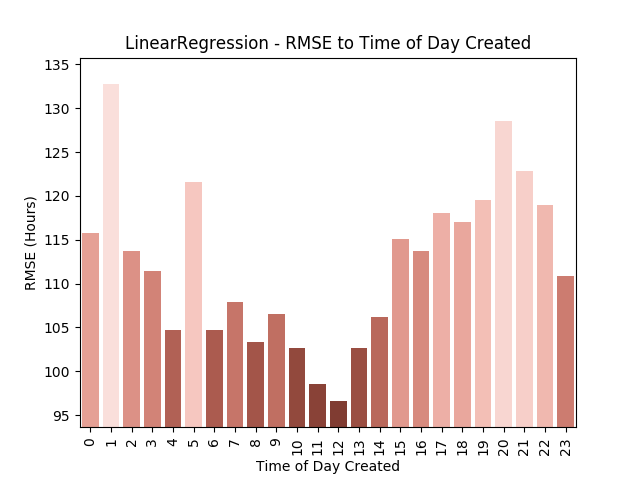 LinearRegression - RMSE to Time of Day Created
135
130
125
120
115
110
105
100
95
RMSE (Hours)
0 1 2 3 4 5 6 7 8 9 10 11 12 13 14 15 16 17 18 19 20 21 22 23
Time of Day Created